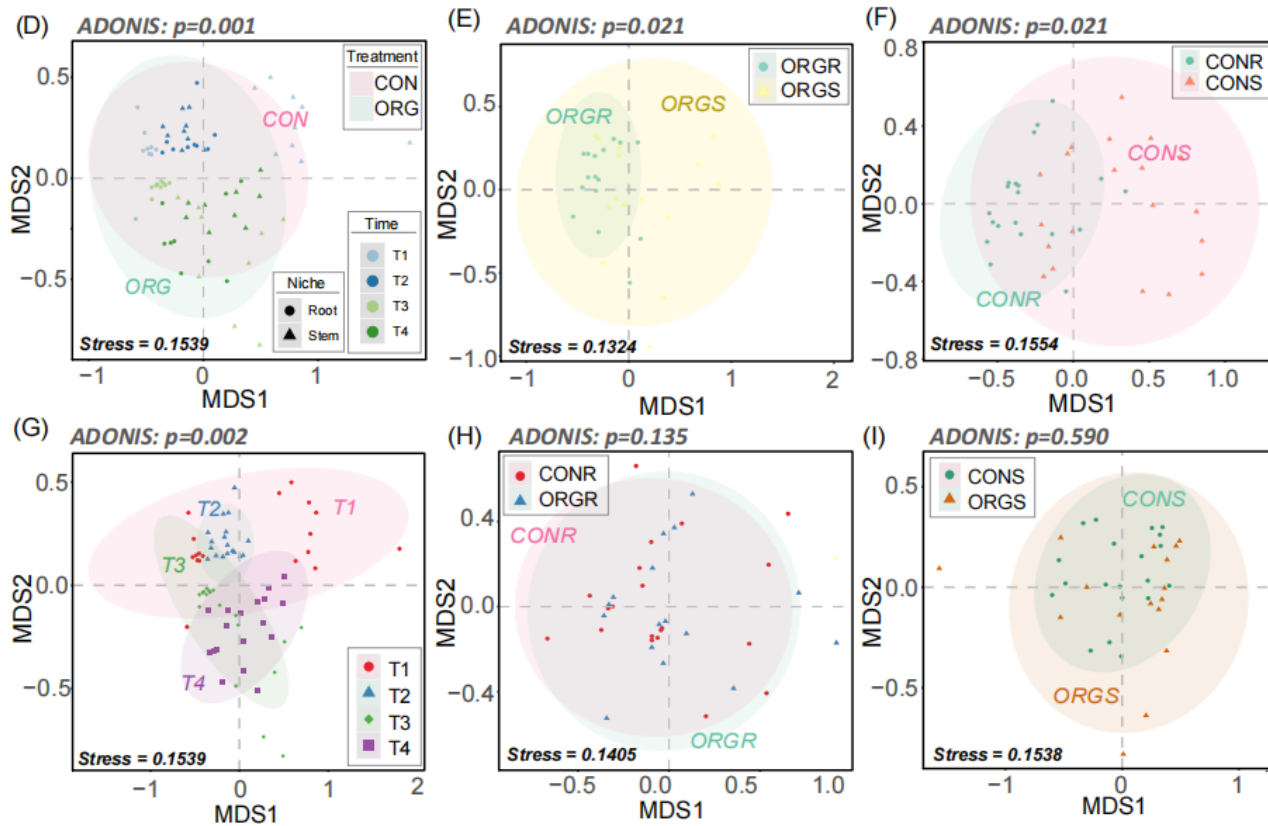 (D) ADONIS: p=0.001
Treatment
CON
ORG
CON
ORG
Time
T1
T2
T3
T4
Niche
Root
Stem
Stress = 0.1539
MDS2
0.5
0.0
−0.5
−1
0
1
MDS1
(E) ADONIS: p=0.021
ORGR
ORGS
ORGR
ORGS
Stress = 0.1324
MDS2
0.5
0.0
−0.5
−1.0
−1
0
1
2
MDS1
(F) ADONIS: p=0.021
CONR
CONS
CONS
CONR
Stress = 0.1554
MDS2
0.8
0.4
0.0
−0.4
−0.8
−0.5
0.0
0.5
1.0
MDS1
(G) ADONIS: p=0.002
T2
T1
T3
T4
T1
T2
T3
T4
Stress = 0.1539
MDS2
0.5
0.0
−0.5
−1
0
1
2
MDS1
(H) ADONIS: p=0.135
CONR
ORGR
CONR
ORGR
Stress = 0.1405
MDS2
0.4
0.0
−0.4
−0.5
0.0
0.5
1.0
MDS1
(I) ADONIS: p=0.590
CONS
ORGS
CONS
ORGS
Stress = 0.1538
MDS2
0.5
0.0
−0.5
−1
0
1
MDS1